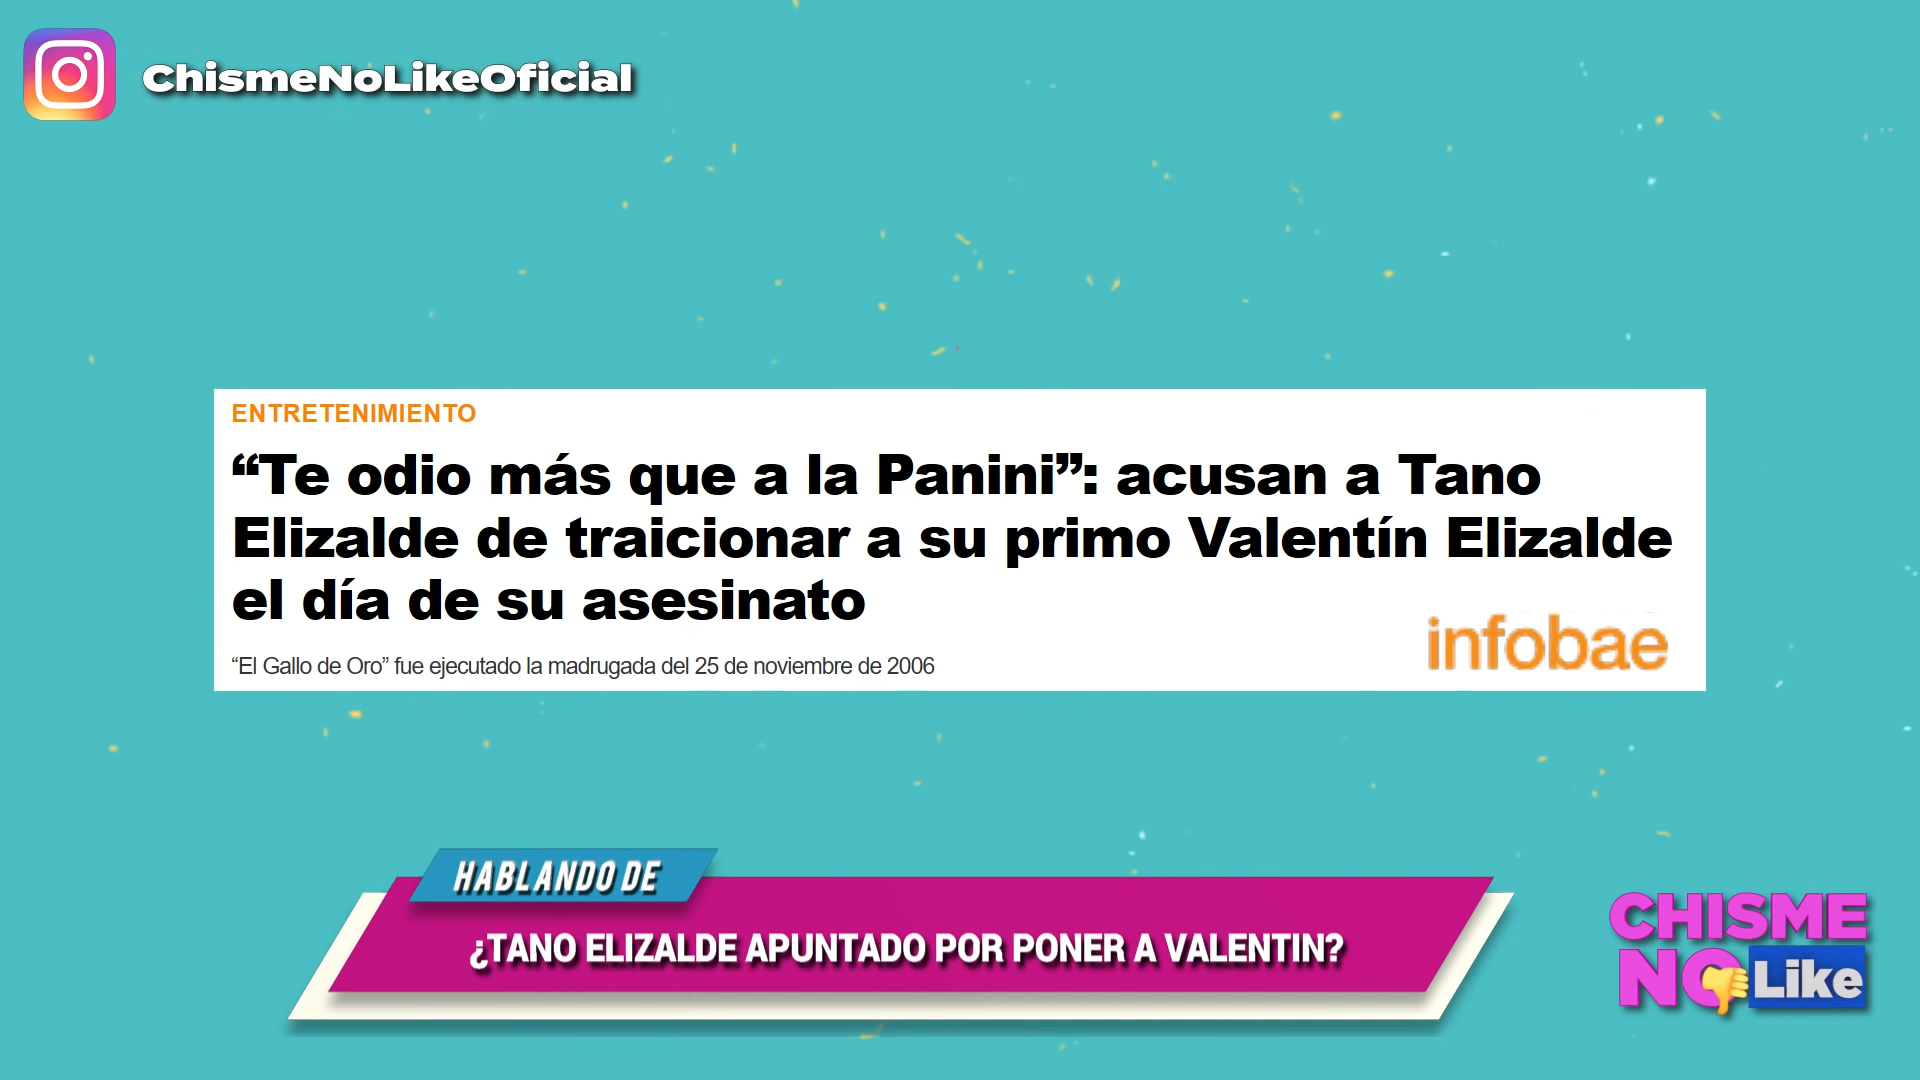 ChismeNoLikeOficial
ENTRETENIMIENTO
“Te odio más que a la Panini”: acusan a Tano
Elizalde de traicionar a su primo Valentín Elizalde
el día de su asesinato
infobae
“El Gallo de Oro” fue ejecutado la madrugada del 25 de noviembre de 2006
HABLANDO DE
¿TANO ELIZALDE APUNTADO POR PONER A VALENTIN?
CHISME
NO Like